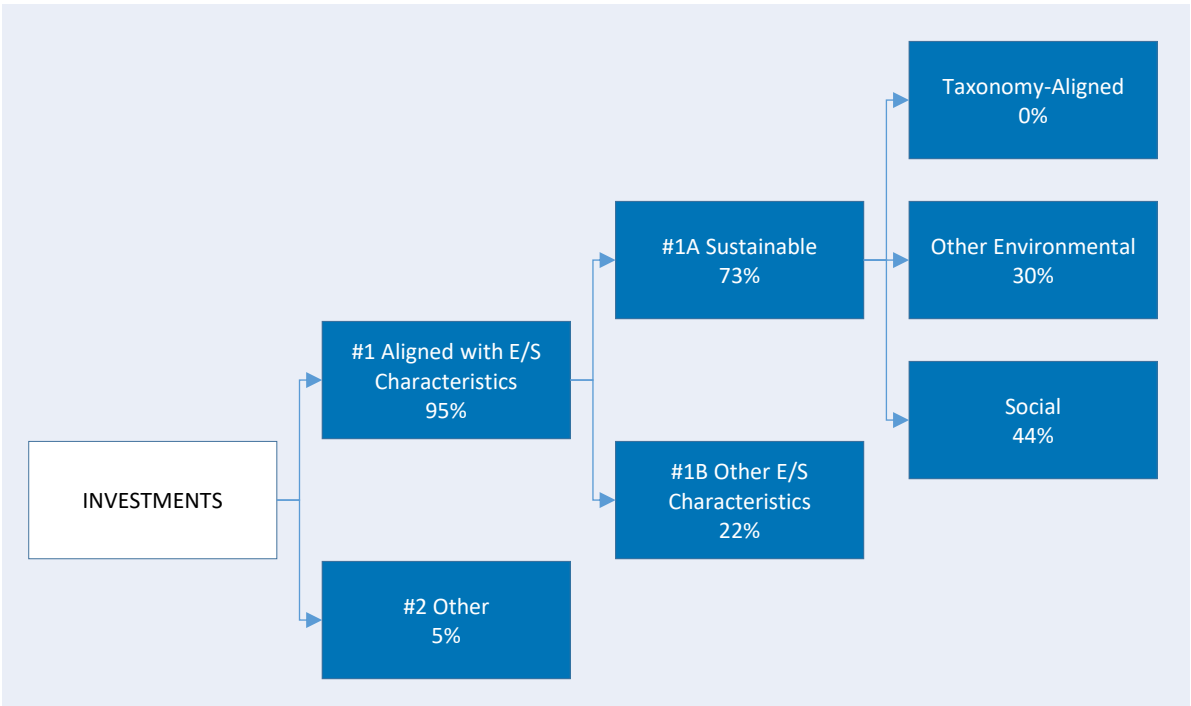 INVESTMENTS
#1 Aligned with E/S
Characteristics
95%
#2 Other
5%
#1A Sustainable
73%
#1B Other E/S
Characteristics
22%
Taxonomy-Aligned
0%
Other Environmental
30%
Social
44%